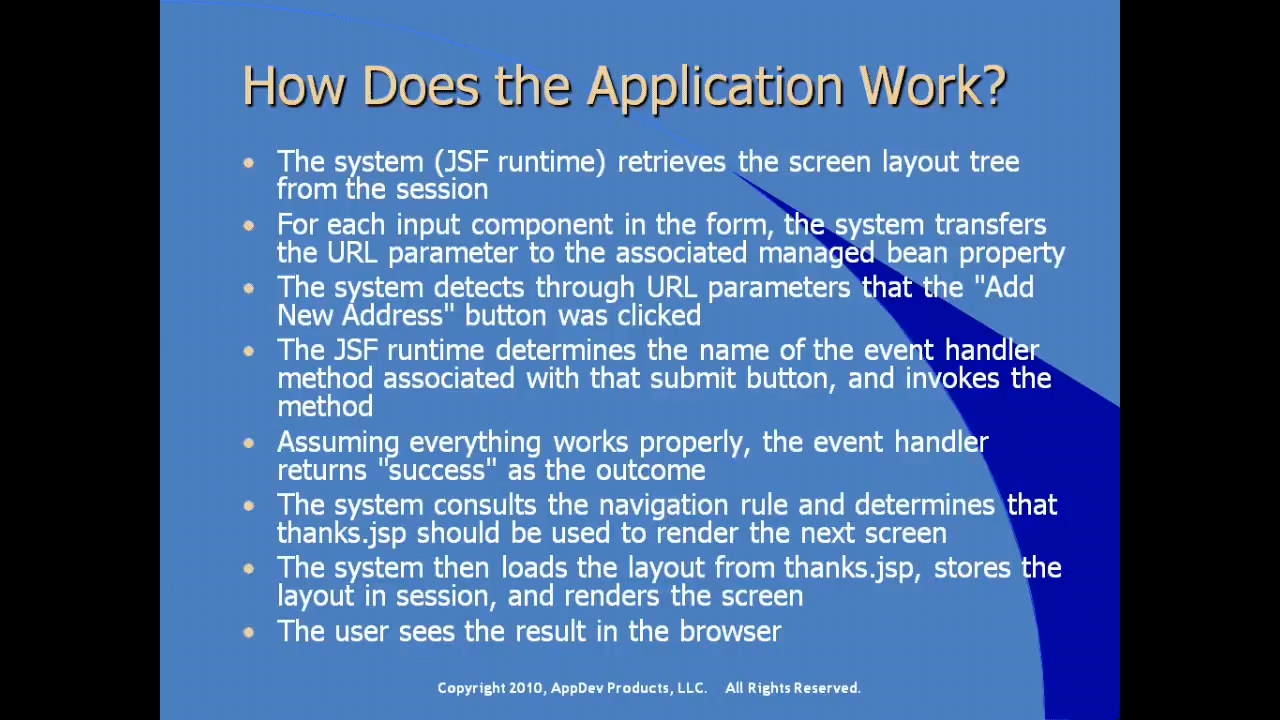 How Does the Application Work?
• The system (JSF runtime) retrieves the screen layout tree
from the session
• For each input component in the form, the system transfers
the URL parameter to the associated managed bean property
• The system detects through URL parameters that the "Add
New Address" button was clicked
• The JSF runtime determines the name of the event handler
method associated with that submit button, and invokes the
method
• Assuming everything works properly, the event handler
returns "success" as the outcome
• The system consults the navigation rule and determines that
thanks.jsp should be used to render the next screen
• The system then loads the layout from thanks.jsp, stores the
layout in session, and renders the screen
• The user sees the result in the browser
Copyright 2010, AppDev Products, LLC. All Rights Reserved.